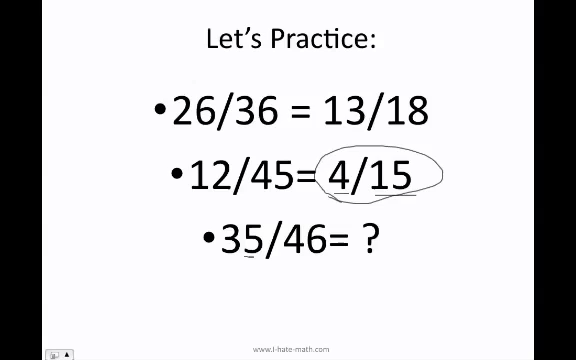 Let's Practice:
•26/36 = 13/18
•12/45= 4/15
•35/46= ?
www.I-hate-math.com